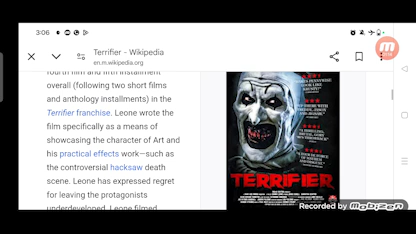 3:06
Terrifier - Wikipedia
en.m.wikipedia.org
fourth film and fifth installment
overall (following two short films
and anthology installments) in the
Terrifier franchise. Leone wrote the
film specifically as a means of
showcasing the character of Art and
his practical effects work—such as
the controversial hacksaw death
scene. Leone has expressed regret
for leaving the protagonists
underdeveloped. Leone filmed
TERRIFIER
Recorded by Mobizen